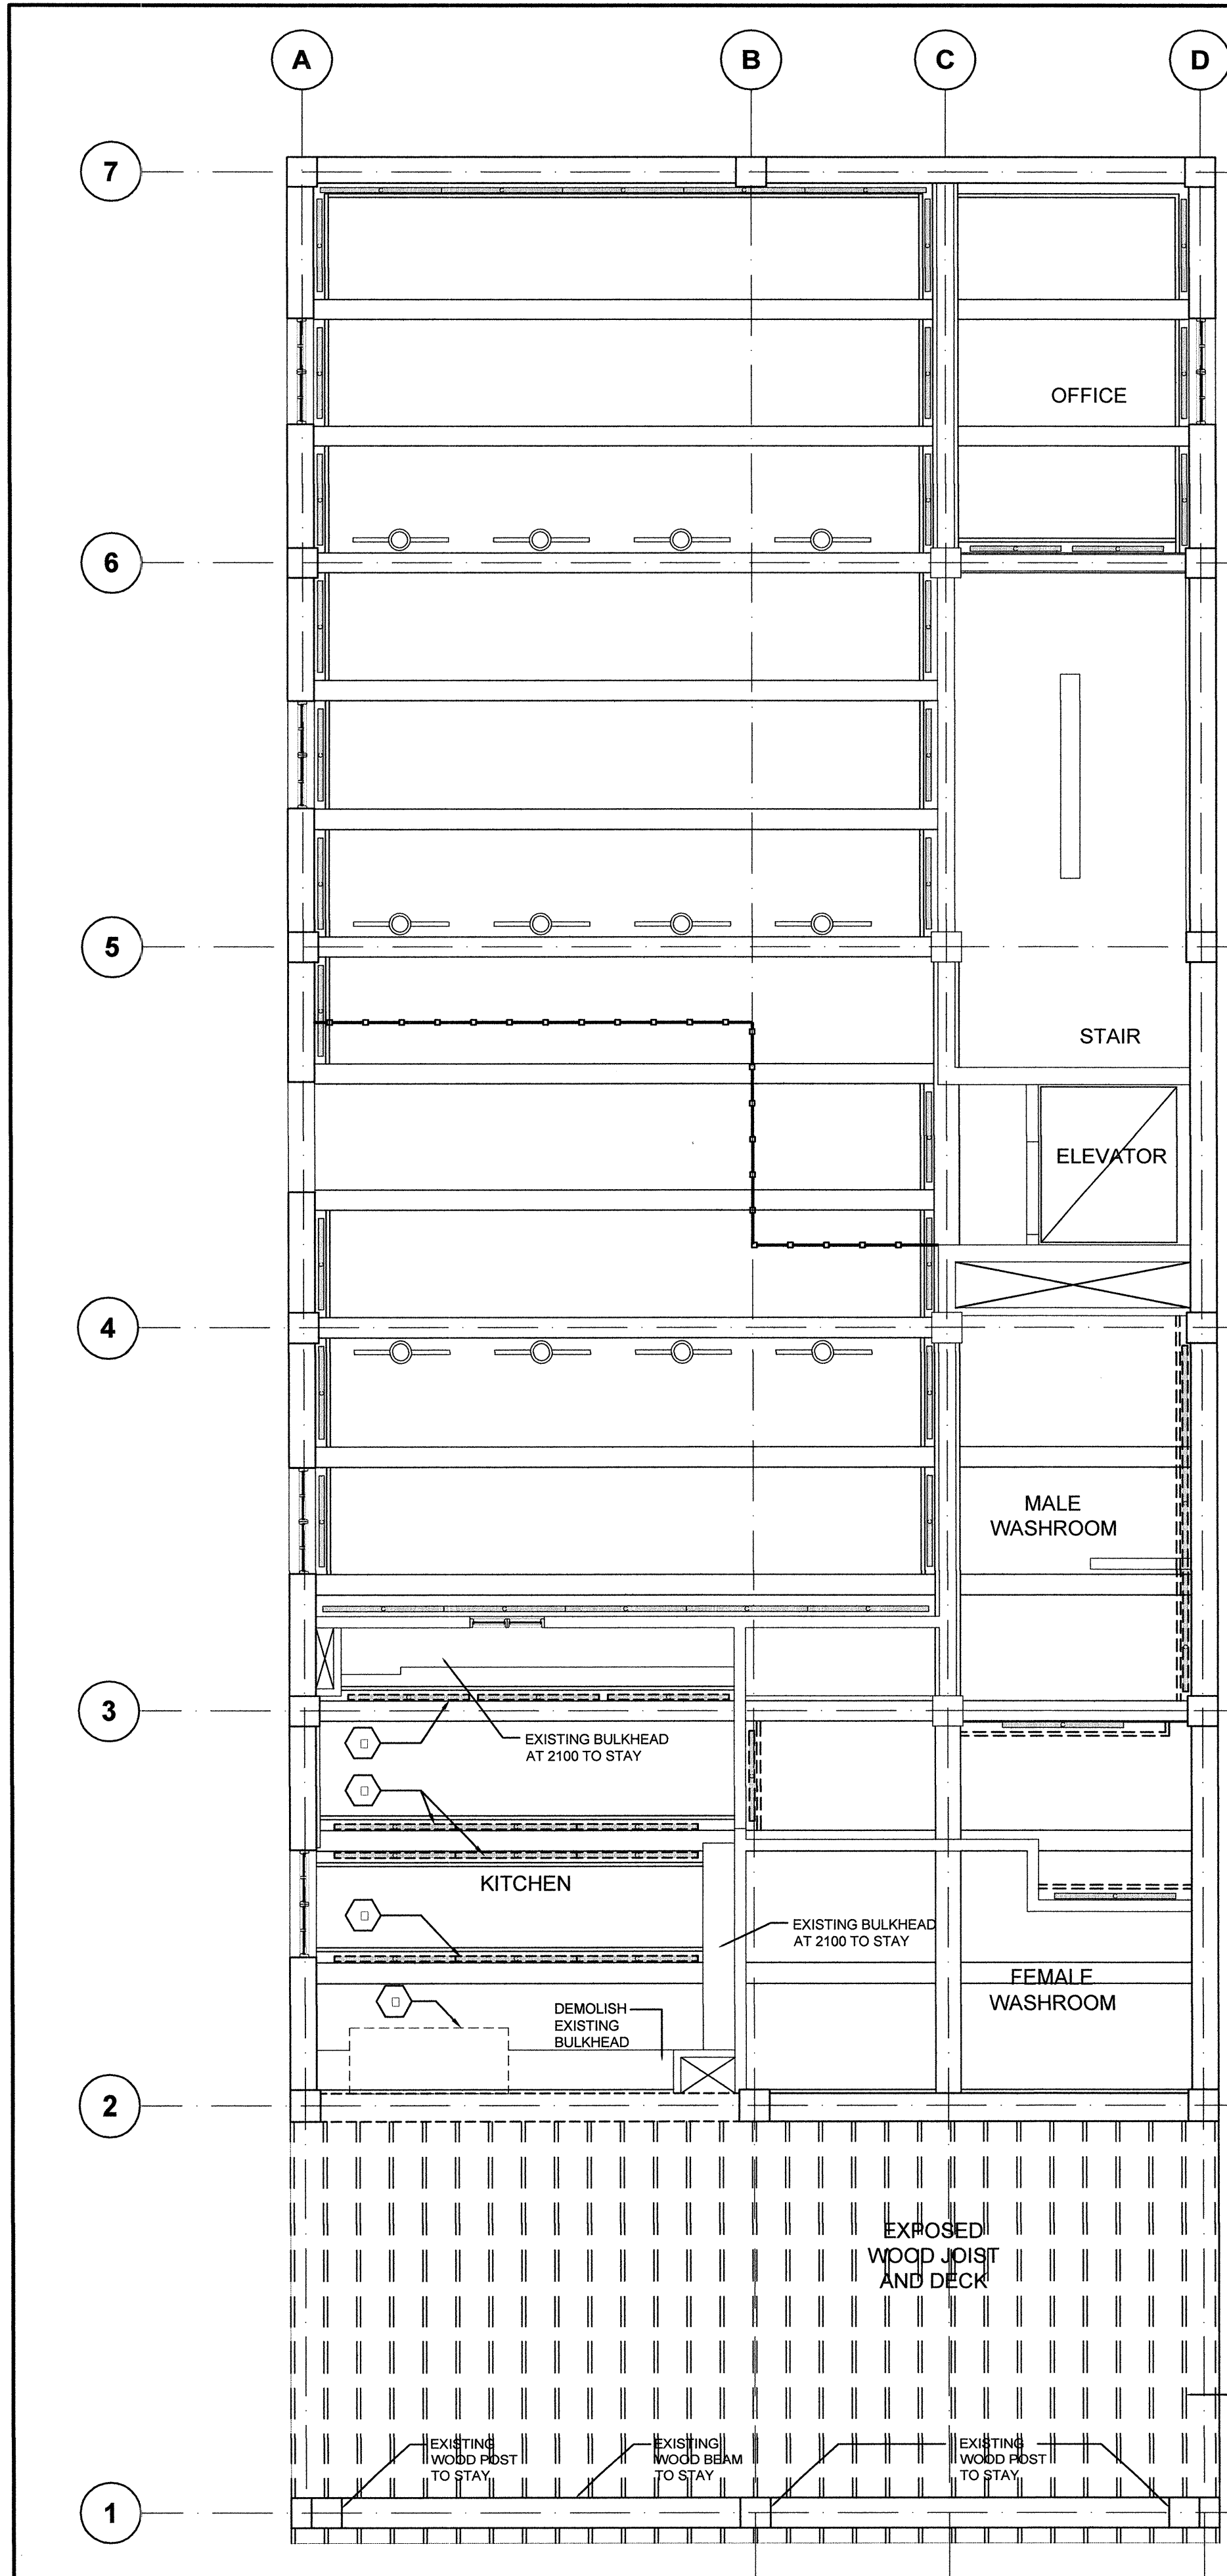 A
B
C
D
7
OFFICE
6
5
STAIR
ELEVATOR
4
MALE
WASHROOM
3
EXISTING BULKHEAD
AT 2100 TO STAY
KITCHEN
EXISTING BULKHEAD
AT 2100 TO STAY
FEMALE
WASHROOM
DEMOLISH
EXISTING
BULKHEAD
2
EXPOSED
WOOD JOIST
AND DECK
EXISTING
WOOD POST
TO STAY
EXISTING
WOOD BEAM
TO STAY
EXISTING
WOOD POST
TO STAY
1